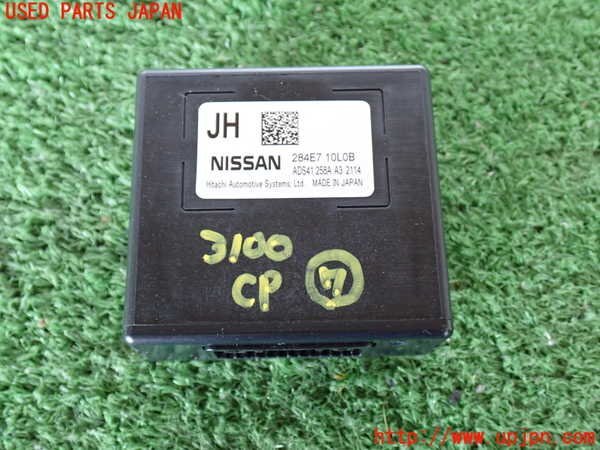 USED PARTS JAPAN
JH
NISSAN 284E7 10L0B
ADS41 258A-A3 2114
Hitachi Automotive Systems, Ltd. MADE IN JAPAN
3100
CP 7
http://www.upjpn.com